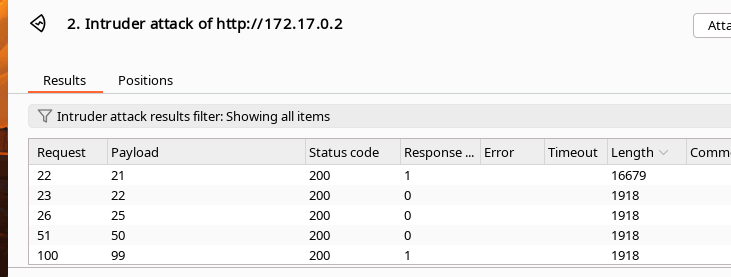 2. Intruder attack of http://172.17.0.2
Atta
Results Positions
Intruder attack results filter: Showing all items
Request Payload Status code Response ... Error Timeout Length Comme
22 21 200 1 16679
23 22 200 0 1918
26 25 200 0 1918
51 50 200 0 1918
100 99 200 1 1918